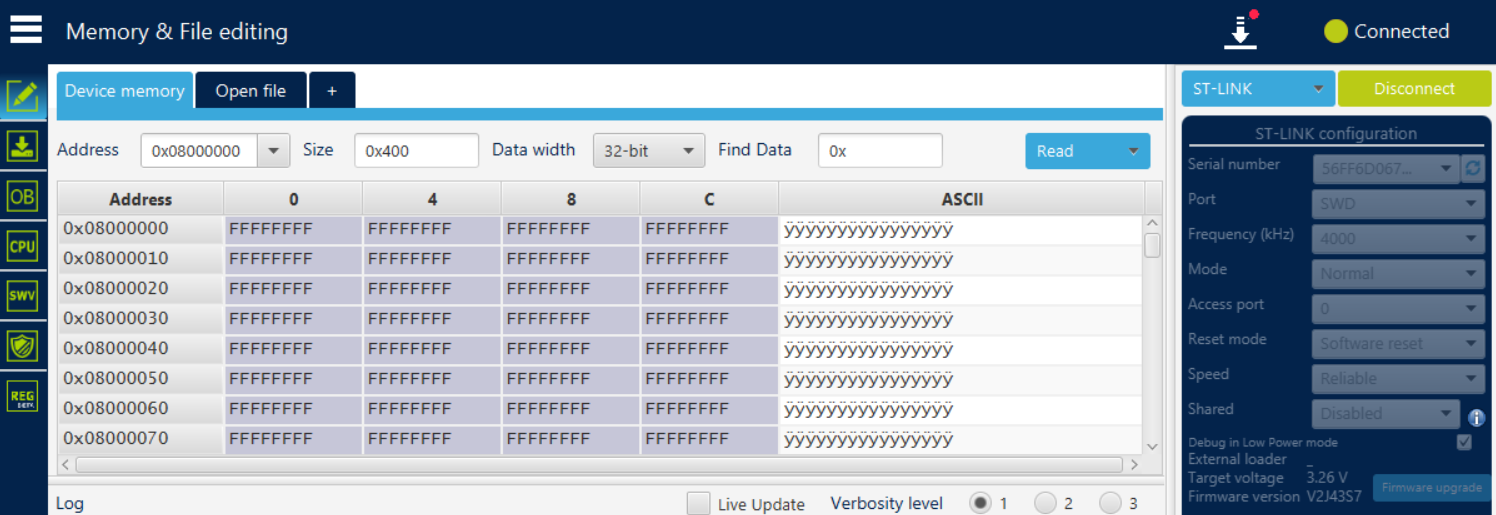 Memory & File editing
Connected
Device memory Open file +
ST-LINK Disconnect
Address 0x08000000 Size 0x400 Data width 32-bit Find Data 0x Read
ST-LINK configuration
Serial number 56FF6D067...
Port SWD
Frequency (kHz) 4000
Mode Normal
Access port 0
Reset mode Software reset
Speed Reliable
Shared Disabled
Debug in Low Power mode
External loader _
Target voltage 3.26 V
Firmware version V2J43S7 Firmware upgrade
OB
CPU
SWV
REG
Address 0 4 8 C ASCII
0x08000000 FFFFFFFF FFFFFFFF FFFFFFFF FFFFFFFF ÿÿÿÿÿÿÿÿÿÿÿÿÿÿÿÿ
0x08000010 FFFFFFFF FFFFFFFF FFFFFFFF FFFFFFFF ÿÿÿÿÿÿÿÿÿÿÿÿÿÿÿÿ
0x08000020 FFFFFFFF FFFFFFFF FFFFFFFF FFFFFFFF ÿÿÿÿÿÿÿÿÿÿÿÿÿÿÿÿ
0x08000030 FFFFFFFF FFFFFFFF FFFFFFFF FFFFFFFF ÿÿÿÿÿÿÿÿÿÿÿÿÿÿÿÿ
0x08000040 FFFFFFFF FFFFFFFF FFFFFFFF FFFFFFFF ÿÿÿÿÿÿÿÿÿÿÿÿÿÿÿÿ
0x08000050 FFFFFFFF FFFFFFFF FFFFFFFF FFFFFFFF ÿÿÿÿÿÿÿÿÿÿÿÿÿÿÿÿ
0x08000060 FFFFFFFF FFFFFFFF FFFFFFFF FFFFFFFF ÿÿÿÿÿÿÿÿÿÿÿÿÿÿÿÿ
0x08000070 FFFFFFFF FFFFFFFF FFFFFFFF FFFFFFFF ÿÿÿÿÿÿÿÿÿÿÿÿÿÿÿÿ
Log Live Update Verbosity level 1 2 3